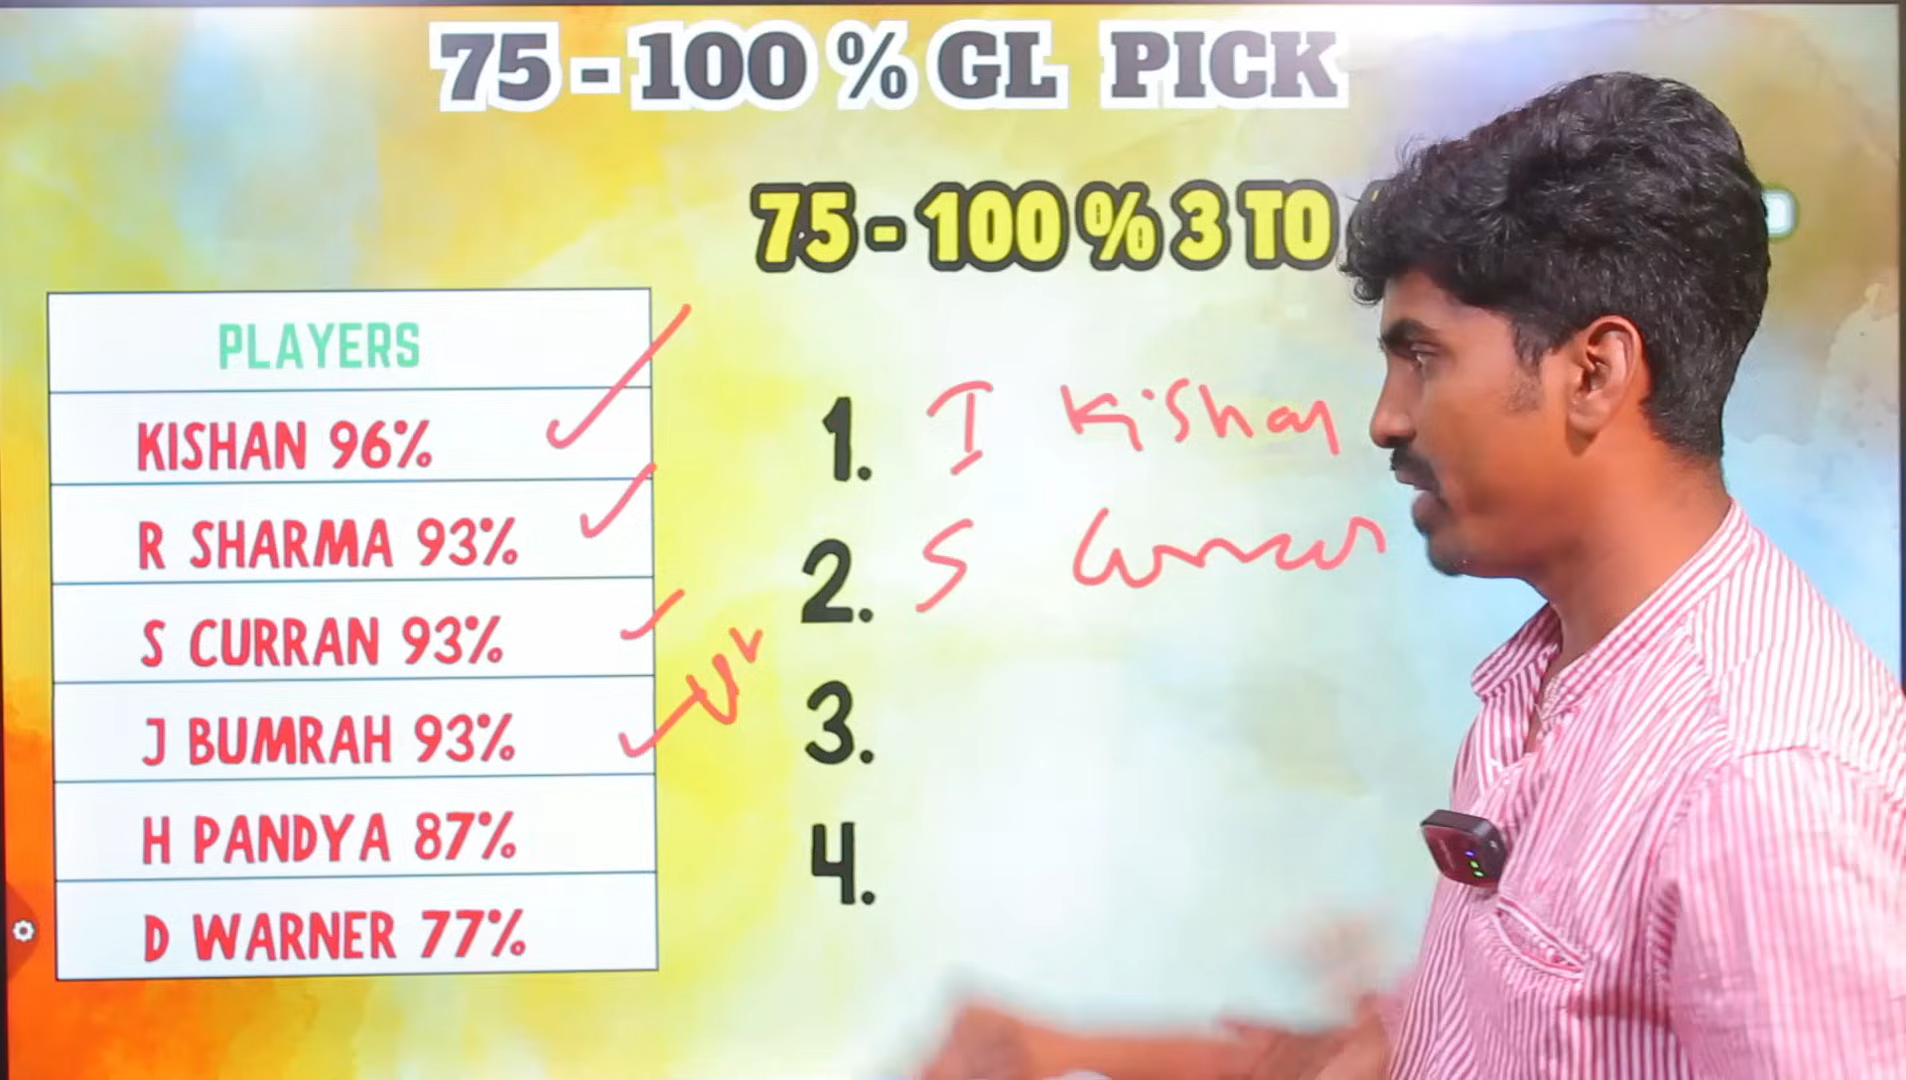 75 - 100 % GL PICK
75 - 100 % 3 TO
PLAYERS
KISHAN 96%
R SHARMA 93%
S CURRAN 93%
J BUMRAH 93%
H PANDYA 87%
D WARNER 77%
1. I Kishan
2. S Curran
3.
4.